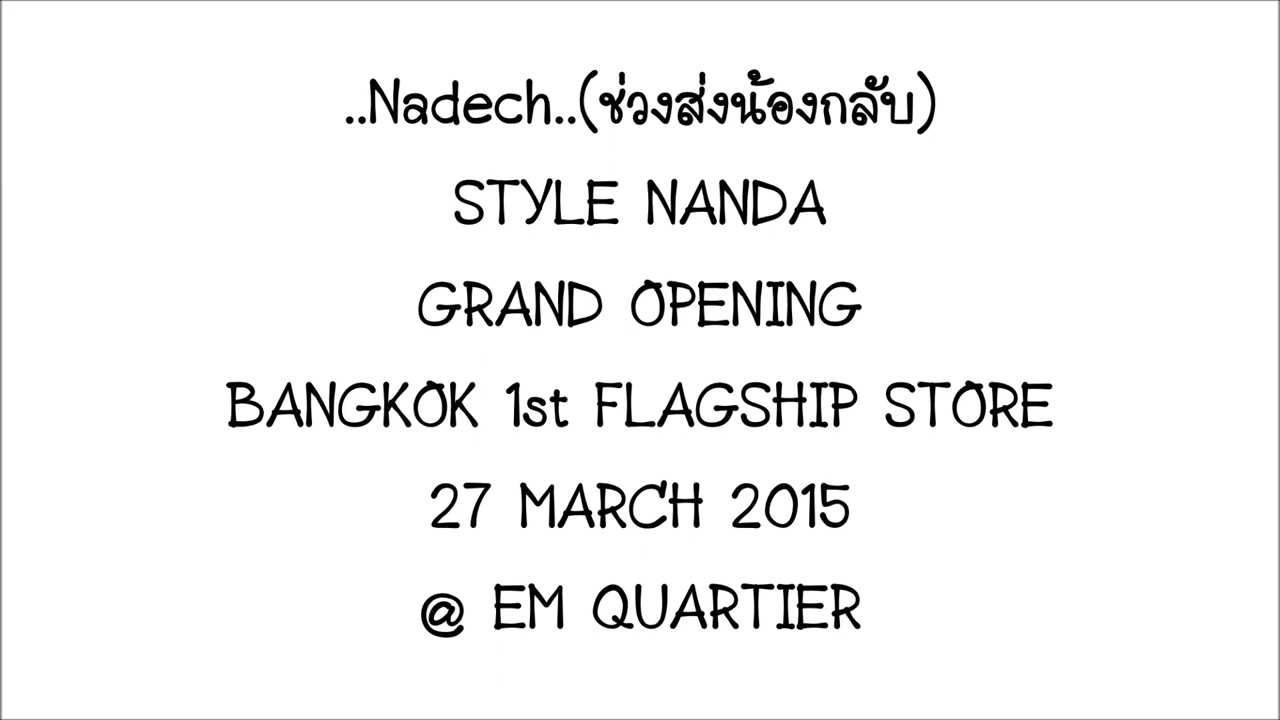 ..Nadech..(ช่วงส่งน้องกลับ)
STYLE NANDA
GRAND OPENING
BANGKOK 1st FLAGSHIP STORE
27 MARCH 2015
@ EM QUARTIER